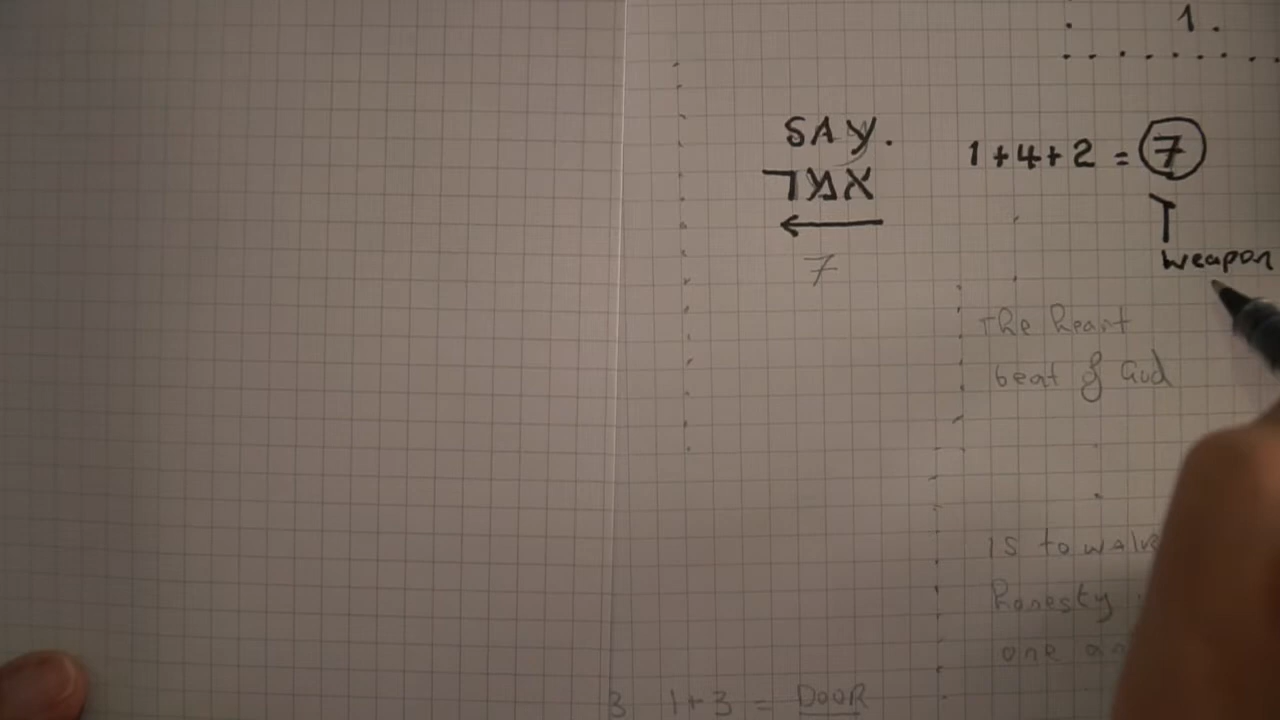 1.
SAY.
אמר
←
7
1+4+2 = 7
ד
weapon
The heart
beat of God
is to walk
honesty
one
3 1+3 = DOOR